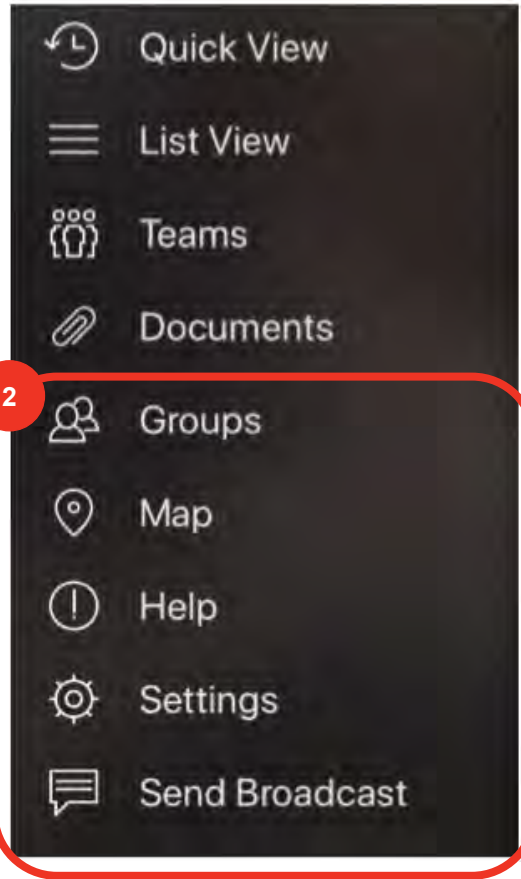 Quick View
List View
Teams
Documents
2
Groups
Map
Help
Settings
Send Broadcast